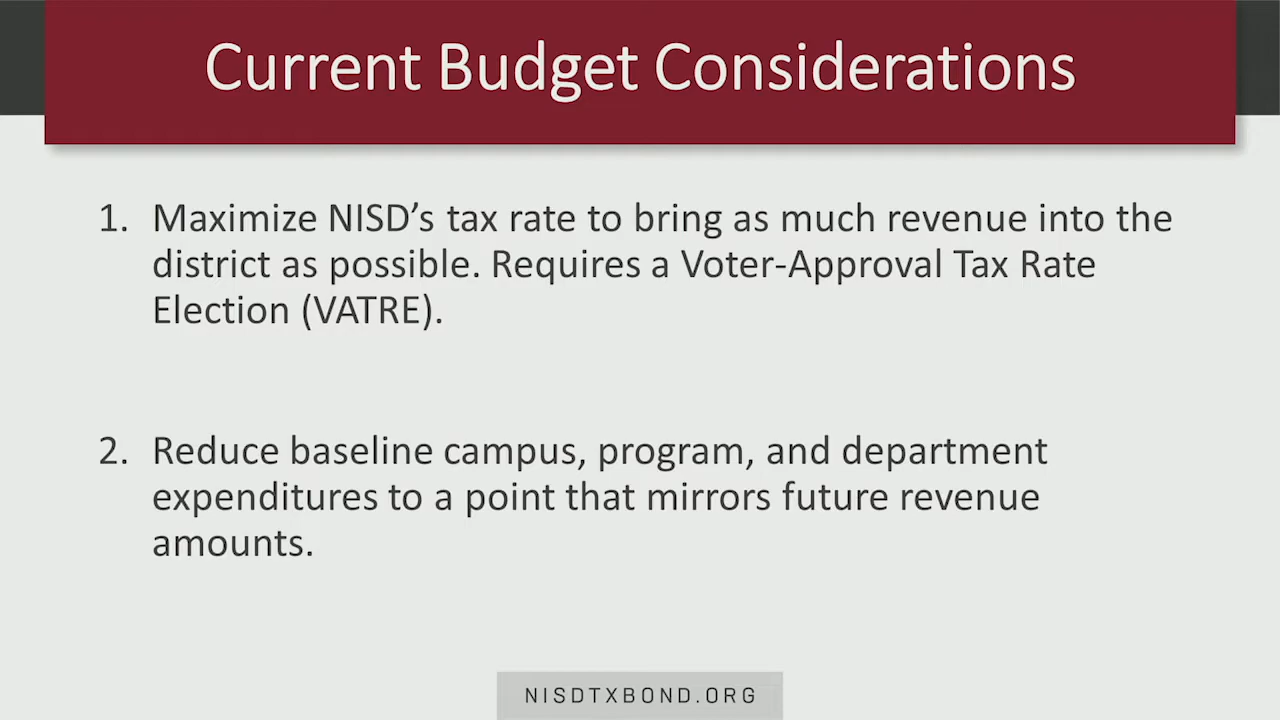 Current Budget Considerations
1. Maximize NISD’s tax rate to bring as much revenue into the
district as possible. Requires a Voter-Approval Tax Rate
Election (VATRE).
2. Reduce baseline campus, program, and department
expenditures to a point that mirrors future revenue
amounts.
NISDTXBOND.ORG